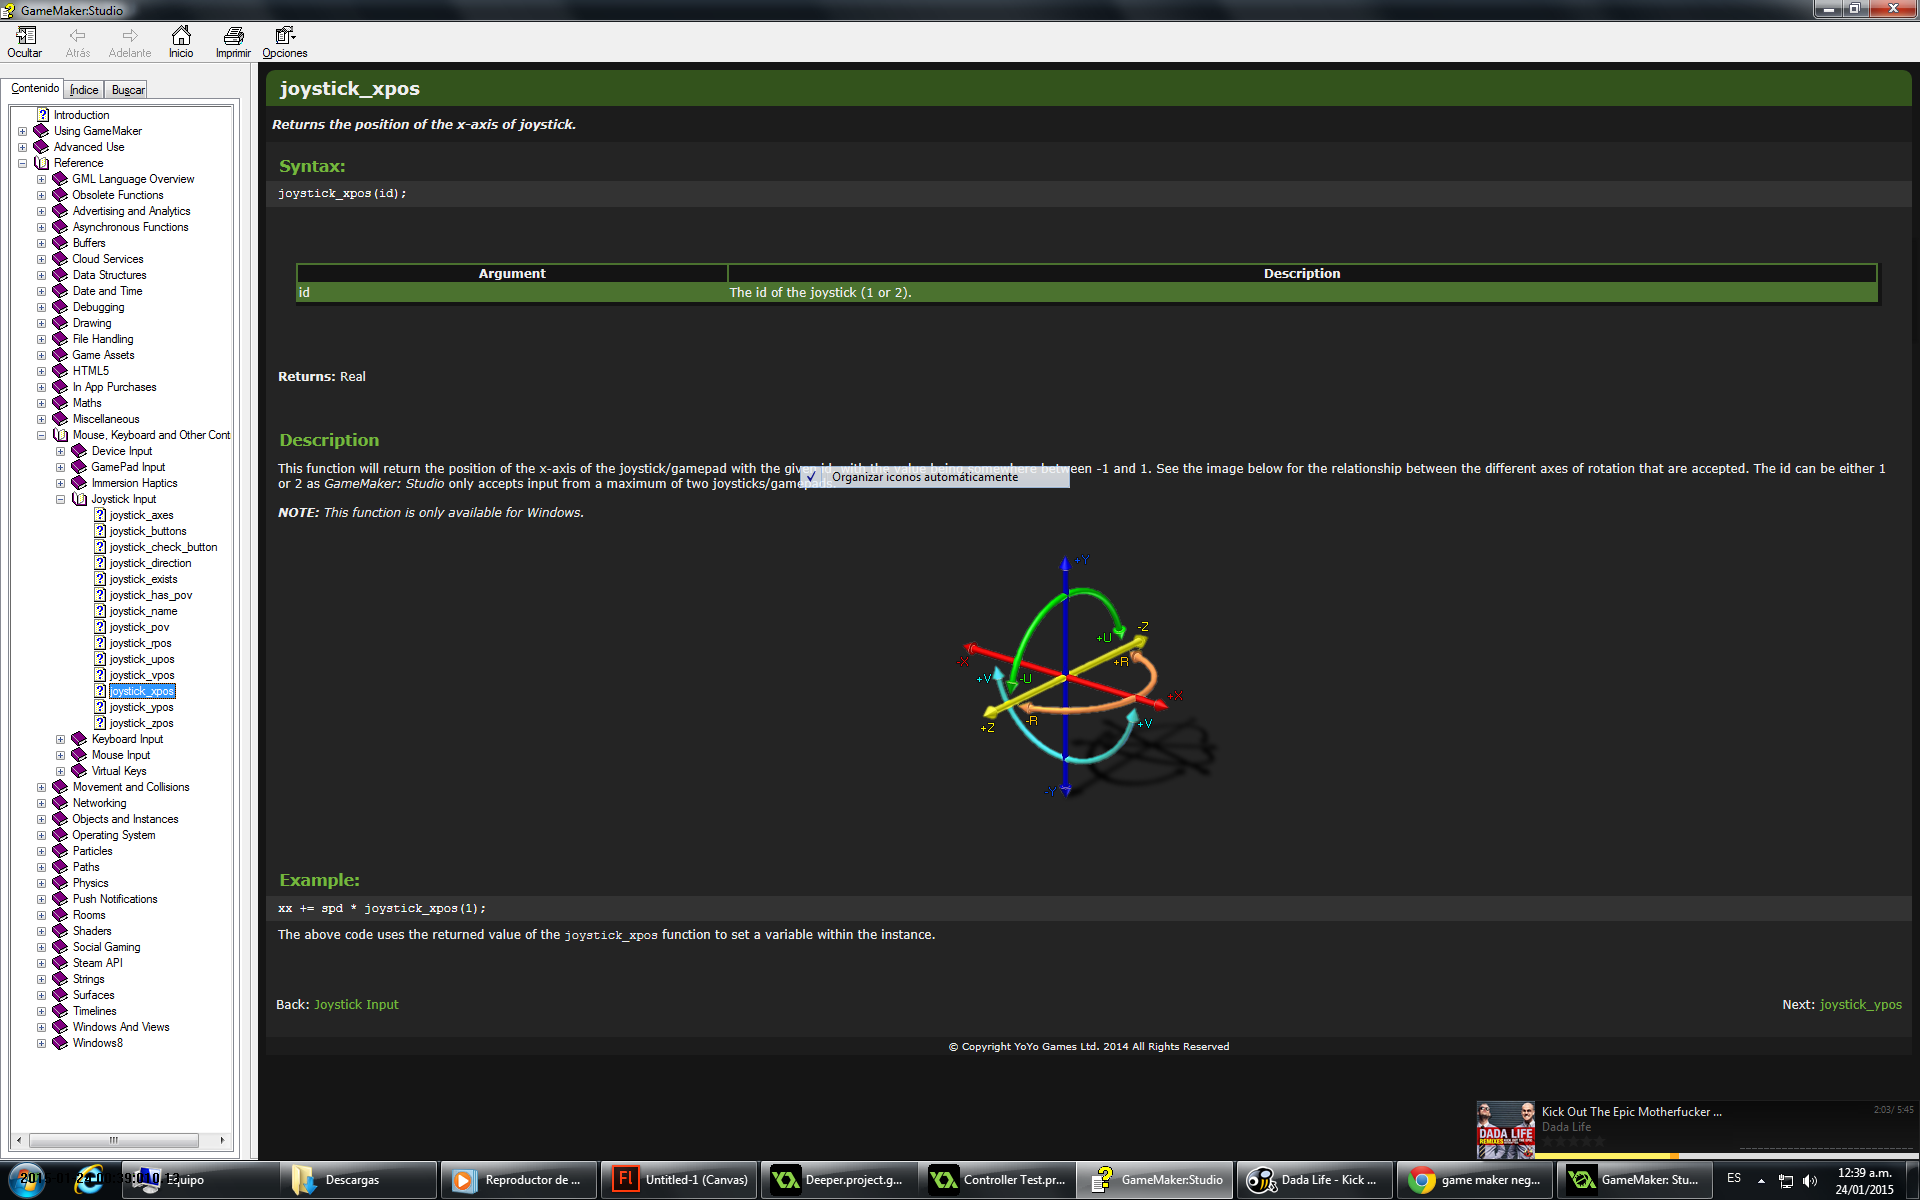 GameMaker:Studio
Ocultar
Atrás
Adelante
Inicio
Imprimir
Opciones
Contenido
Índice
Buscar
Introduction
Using GameMaker
Advanced Use
Reference
GML Language Overview
Obsolete Functions
Advertising and Analytics
Asynchronous Functions
Buffers
Cloud Services
Data Structures
Date and Time
Debugging
Drawing
File Handling
Game Assets
HTML5
In App Purchases
Maths
Miscellaneous
Mouse, Keyboard and Other Cont
Device Input
GamePad Input
Immersion Haptics
Joystick Input
joystick_axes
joystick_buttons
joystick_check_button
joystick_direction
joystick_exists
joystick_has_pov
joystick_name
joystick_pov
joystick_rpos
joystick_upos
joystick_vpos
joystick_xpos
joystick_ypos
joystick_zpos
Keyboard Input
Mouse Input
Virtual Keys
Movement and Collisions
Networking
Objects and Instances
Operating System
Particles
Paths
Physics
Push Notifications
Rooms
Shaders
Social Gaming
Steam API
Strings
Surfaces
Timelines
Windows And Views
Windows8
joystick_xpos
Returns the position of the x-axis of joystick.
Syntax:
joystick_xpos(id);
Argument Description
id The id of the joystick (1 or 2).
Returns: Real
Description
This function will return the position of the x-axis of the joystick/gamepad with the given id, with the value being somewhere between -1 and 1. See the image below for the relationship between the different axes of rotation that are accepted. The id can be either 1
or 2 as GameMaker: Studio only accepts input from a maximum of two joysticks/gamepads.
Organizar iconos automáticamente
NOTE: This function is only available for Windows.
+Y
-Z
+U
+R
-X
+V
-U
+X
-R
+V
+Z
-Y
Example:
xx += spd * joystick_xpos(1);
The above code uses the returned value of the joystick_xpos function to set a variable within the instance.
Back: Joystick Input
Next: joystick_ypos
© Copyright YoYo Games Ltd. 2014 All Rights Reserved
Kick Out The Epic Motherfucker ...
2:03/ 5:45
Dada Life
DADA LIFE
Equipo
Descargas
Reproductor de ...
Fl
Untitled-1 (Canvas)
Deeper.project.g...
Controller Test.pr...
GameMaker:Studio
Dada Life - Kick ...
game maker neg...
GameMaker: Stu...
ES
12:39 a.m.
24/01/2015